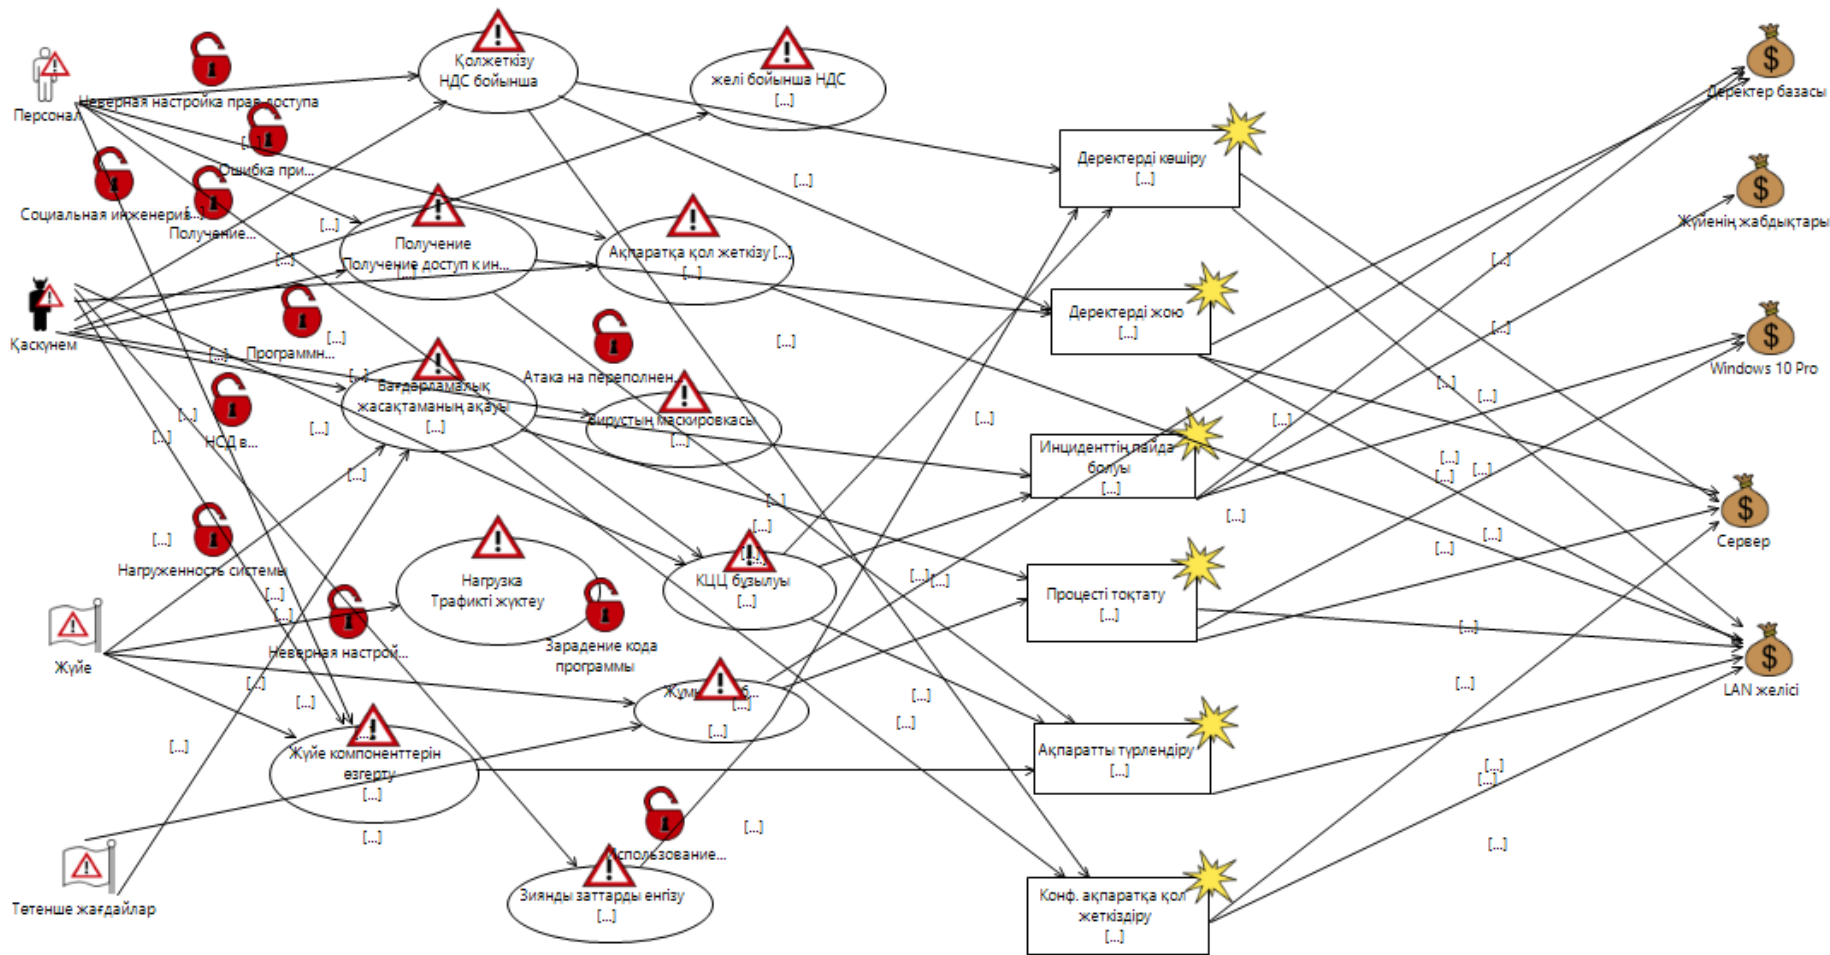 Қолжеткізу
НДС бойынша
желі бойынша НДС
[...]
Деректер базасы
Неверная настройка прав доступа
Персонал
[...]
Ошибка при...
Деректерді көшіру
[...]
[...]
Социальная инженерия
[...]
Получение...
[...]
Жүйенің жабдықтары
Получение
Получение доступ к ин...
[...]
[...]
Ақпаратқа қол жеткізу [...]
[...]
[...]
Қаскүнем
Программн...
[...]
[...]
[...]
Деректерді жою
[...]
[...]
Windows 10 Pro
Атака на переполнен...
[...]
[...]
Бағдарламалық
жасақтаманың ақауы
[...]
Вирустың маскировкасы
[...]
[...]
[...]
[...]
[...]
НСД в...
[...]
[...]
[...]
[...]
Инциденттің пайда
болуы
[...]
[...]
[...]
[...]
[...]
[...]
[...]
[...]
[...]
[...]
[...]
Сервер
Нагруженность системы
Нагрузка
Трафикті жүктеу
КЦЦ бұзылуы
[...]
[...]
[...]
[...]
[...]
Процесті тоқтату
[...]
[...]
Жүйе
Неверная настрой...
Зарадение кода
программы
[...]
[...]
[...]
[...]
[...]
[...]
[...]
LAN желісі
Жүйе компоненттерін
өзгерту
[...]
[...]
[...]
[...]
Ақпаратты түрлендіру
[...]
[...]
[...]
[...]
[...]
Использование...
Төтенше жағдайлар
Зиянды заттарды енгізу
[...]
Конф. ақпаратқа қол
жеткіздіру
[...]